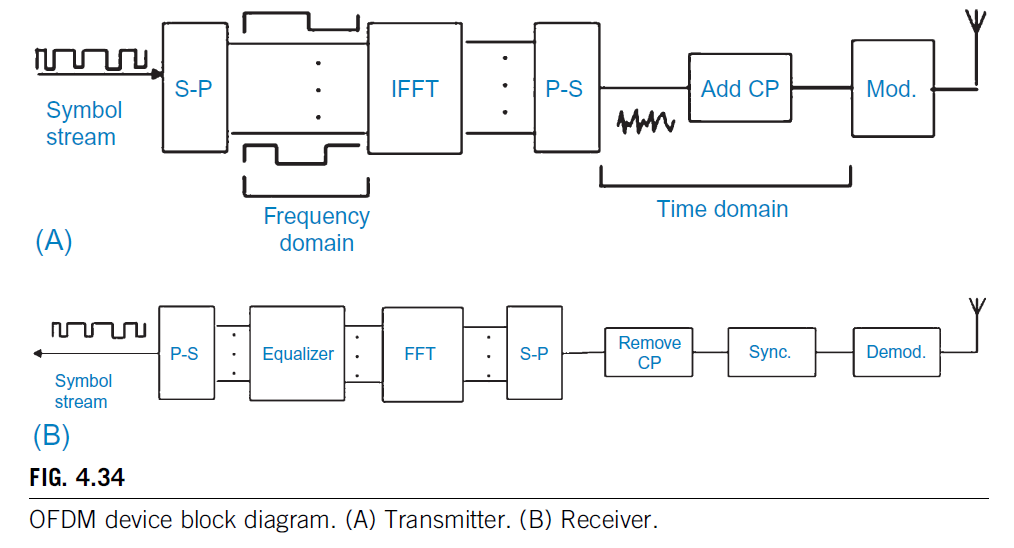 S-P
IFFT
P-S
Add CP
Mod.
Symbol
stream
Frequency
domain
Time domain
(A)
P-S
Equalizer
FFT
S-P
Remove
CP
Sync.
Demod.
Symbol
stream
(B)
FIG. 4.34
OFDM device block diagram. (A) Transmitter. (B) Receiver.